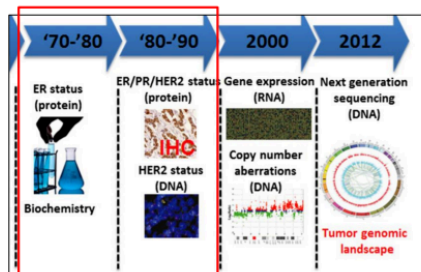 '70-'80
'80-'90
2000
2012
ER status
(protein)
Biochemistry
ER/PR/HER2 status
(protein)
IHC
HER2 status
(DNA)
Gene expression
(RNA)
Copy number
aberrations
(DNA)
Next generation
sequencing
(DNA)
Tumor genomic
landscape